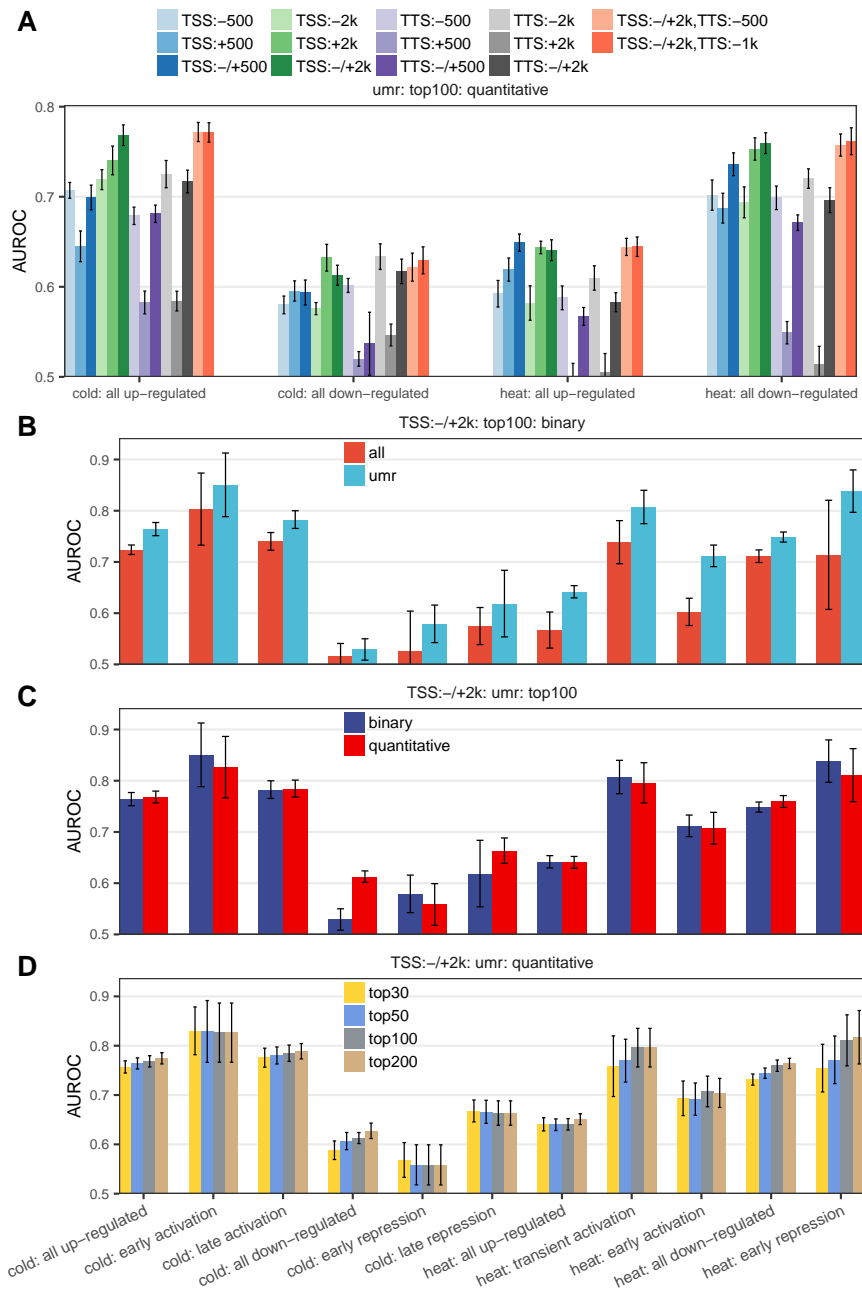 A
TSS:−500 TSS:−2k TTS:−500 TTS:−2k TSS:−/+2k,TTS:−500
TSS:+500 TSS:+2k TTS:+500 TTS:+2k TSS:−/+2k,TTS:−1k
TSS:−/+500 TSS:−/+2k TTS:−/+500 TTS:−/+2k
umr: top100: quantitative
0.8
0.7
0.6
0.5
AUROC
cold: all up−regulated cold: all down−regulated heat: all up−regulated heat: all down−regulated
B
TSS:−/+2k: top100: binary
all
umr
0.9
0.8
0.7
0.6
0.5
AUROC
C
TSS:−/+2k: umr: top100
binary
quantitative
0.9
0.8
0.7
0.6
0.5
AUROC
D
TSS:−/+2k: umr: quantitative
top30
top50
top100
top200
0.9
0.8
0.7
0.6
0.5
AUROC
cold: all up−regulated
cold: early activation
cold: late activation
cold: all down−regulated
cold: early repression
cold: late repression
heat: all up−regulated
heat: transient activation
heat: early activation
heat: all down−regulated
heat: early repression